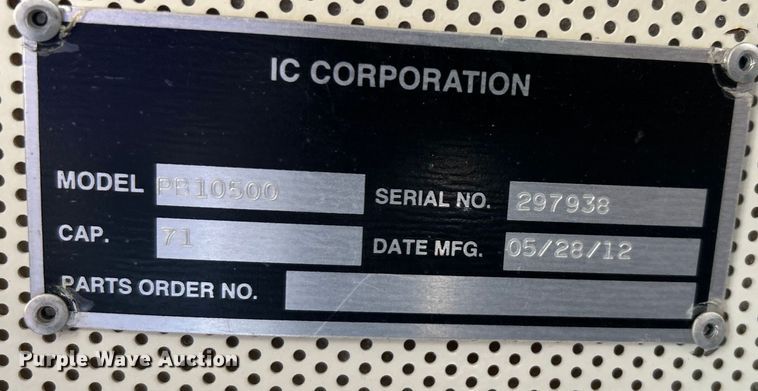 IC CORPORATION
MODEL PB10500 SERIAL NO. 297938
CAP. 71 DATE MFG. 05/28/12
PARTS ORDER NO.
Purple Wave Auction